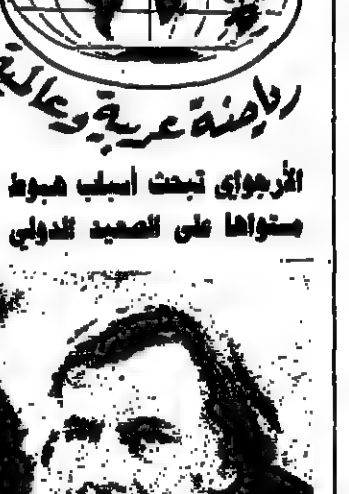 رياضة عربية وعالمية
الأرجواي تبحث أسباب هبوط
مستواها على الصعيد الدولي